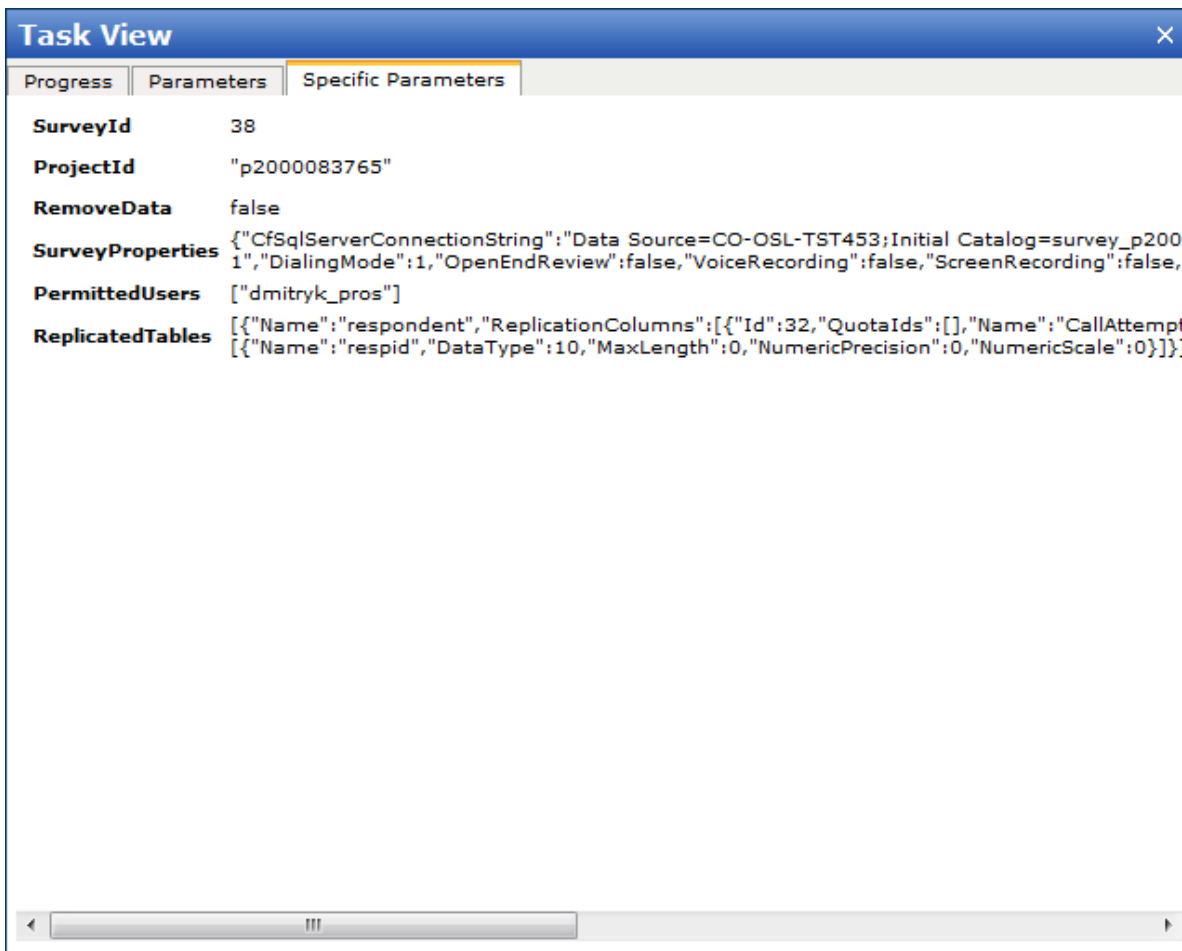 Task View
Progress Parameters Specific Parameters
SurveyId 38
ProjectId "p2000083765"
RemoveData false
SurveyProperties {"CfSqlServerConnectionString":"Data Source=CO-OSL-TST453;Initial Catalog=survey_p200
1","DialingMode":1,"OpenEndReview":false,"VoiceRecording":false,"ScreenRecording":false,
PermittedUsers ["dmitryk_pros"]
ReplicatedTables [{"Name":"respondent","ReplicationColumns":[{"Id":32,"QuotaIds":[],"Name":"CallAttempt
[{"Name":"respid","DataType":10,"MaxLength":0,"NumericPrecision":0,"NumericScale":0}]}]